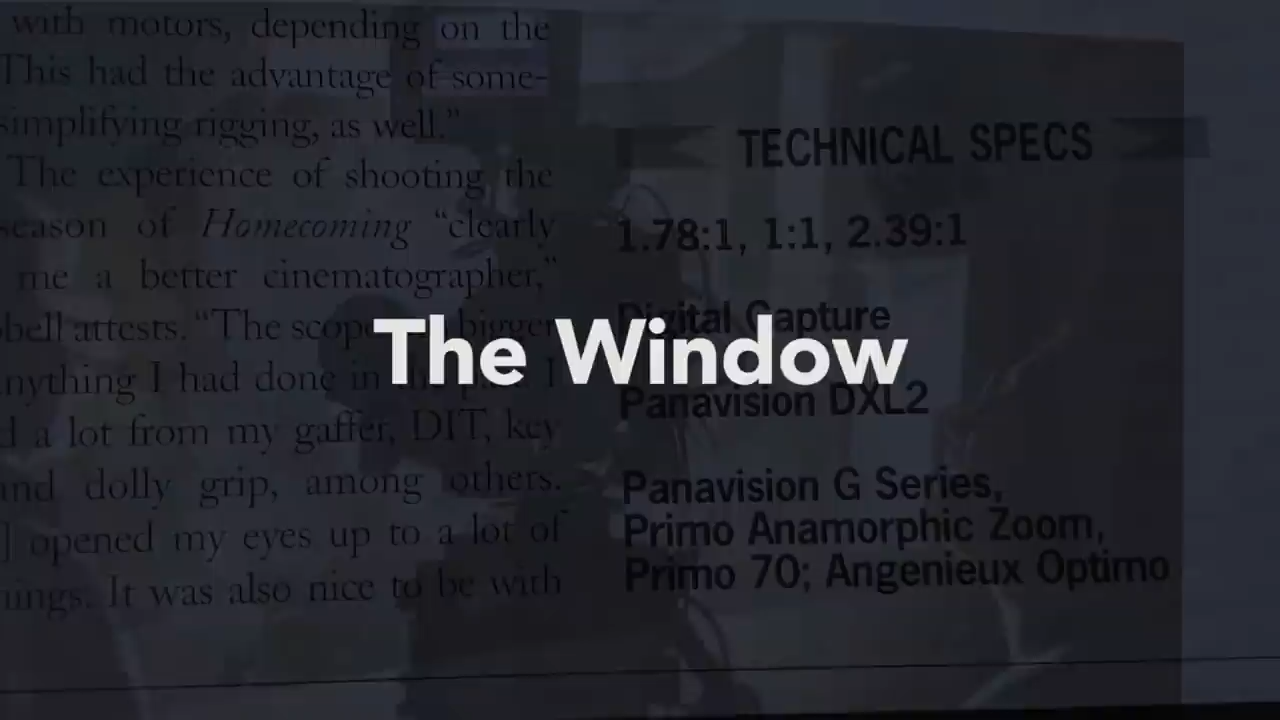 with motors, depending on the
This had the advantage of some-
simplifying rigging, as well.”
The experience of shooting the
season of Homecoming “clearly
me a better cinematographer,”
bell attests. “The scope bigger
nything I had done in I
d a lot from my gaffer, DIT, key
and dolly grip, among others.
] opened my eyes up to a lot of
ings. It was also nice to be with
TECHNICAL SPECS
1.78:1, 1:1, 2.39:1
Digital Capture
The Window
Panavision DXL2
Panavision G Series,
Primo Anamorphic Zoom,
Primo 70; Angenieux Optimo